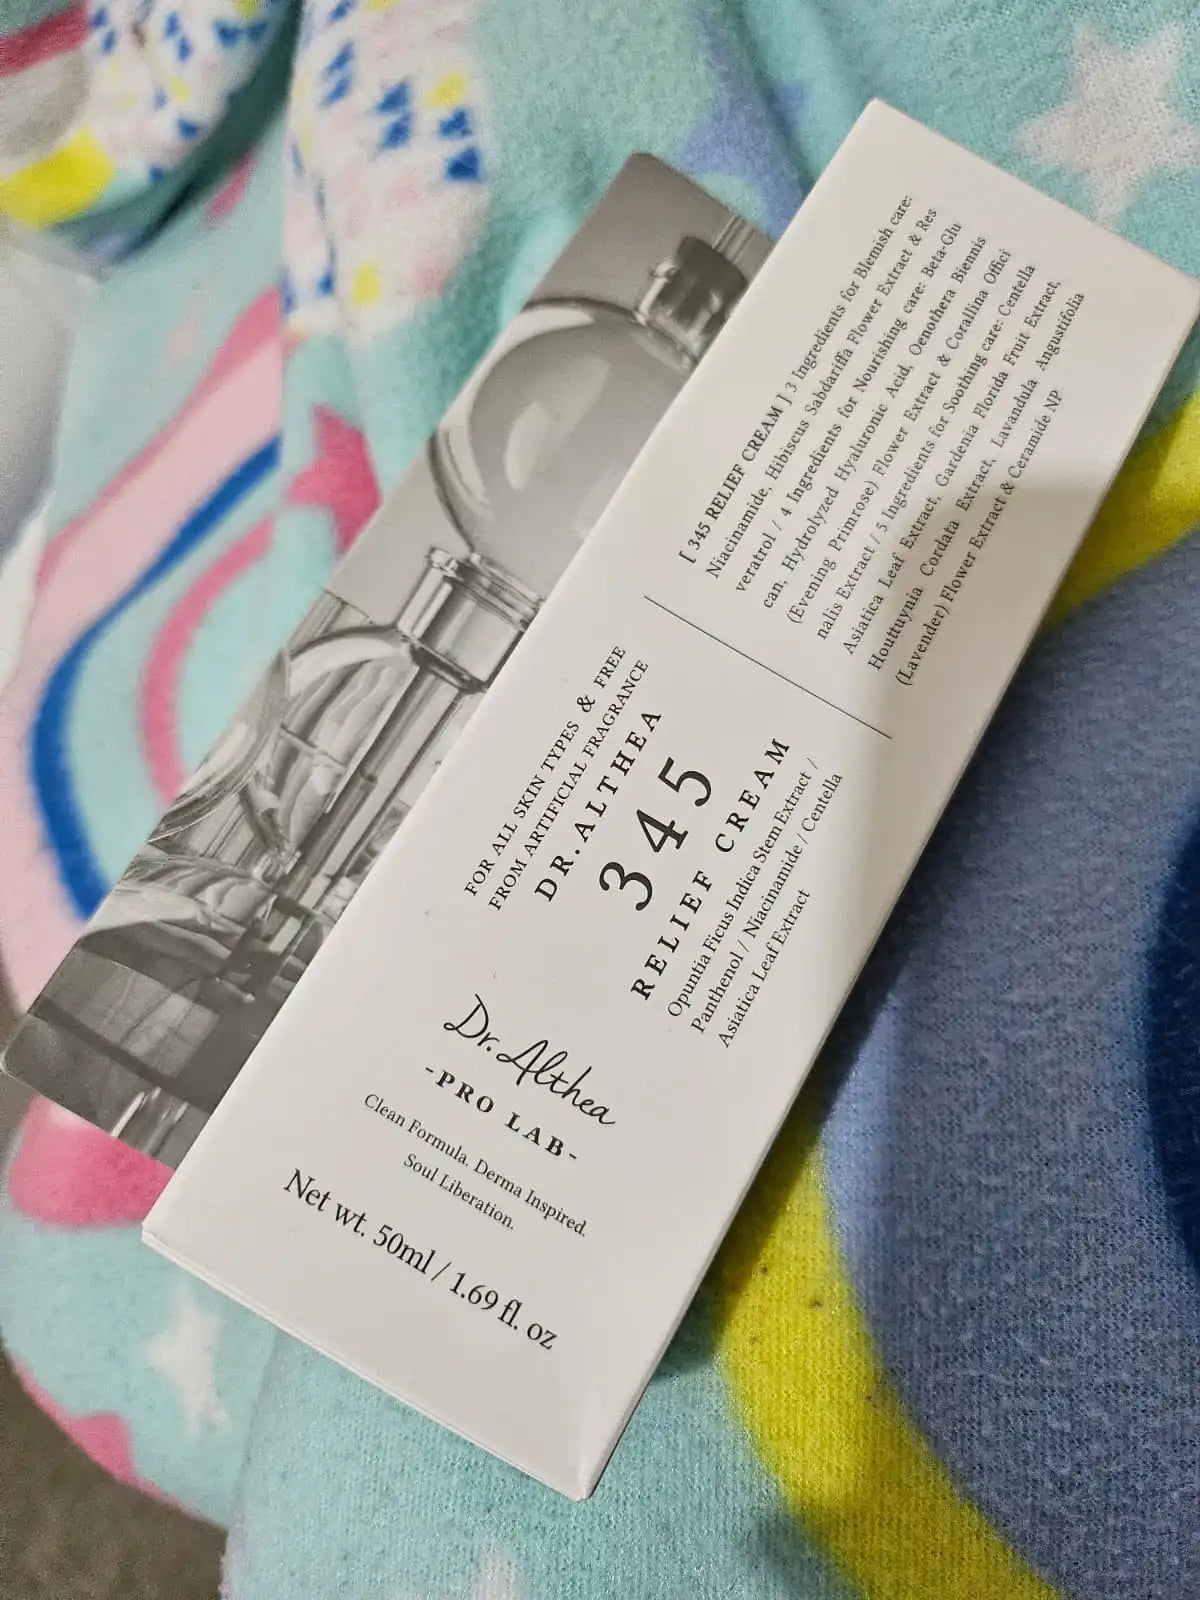 [ 345 RELIEF CREAM ] 3 Ingredients for Blemish care:
Niacinamide, Hibiscus Sabdariffa Flower Extract & Res
veratrol / 4 Ingredients for Nourishing care: Beta-Glu
can, Hydrolyzed Hyaluronic Acid, Oenothera Biennis
(Evening Primrose) Flower Extract & Corallina Offici
nalis Extract / 5 Ingredients for Soothing care: Centella
Asiatica Leaf Extract, Gardenia Florida Fruit Extract,
Houttuynia Cordata Extract, Lavandula Angustifolia
(Lavender) Flower Extract & Ceramide NP
FOR ALL SKIN TYPES & FREE
FROM ARTIFICIAL FRAGRANCE
DR.ALTHEA
345
RELIEF CREAM
Opuntia Ficus Indica Stem Extract /
Panthenol / Niacinamide / Centella
Asiatica Leaf Extract
Dr. Althea
-PRO LAB-
Clean Formula. Derma Inspired.
Soul Liberation.
Net wt. 50ml / 1.69 fl. oz